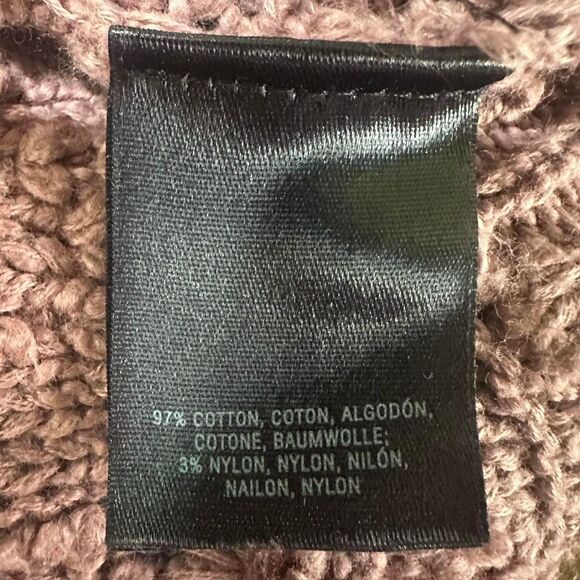 97% COTTON, COTON, ALGODÓN,
COTONE, BAUMWOLLE;
3% NYLON, NYLON, NILÓN,
NAILON, NYLON